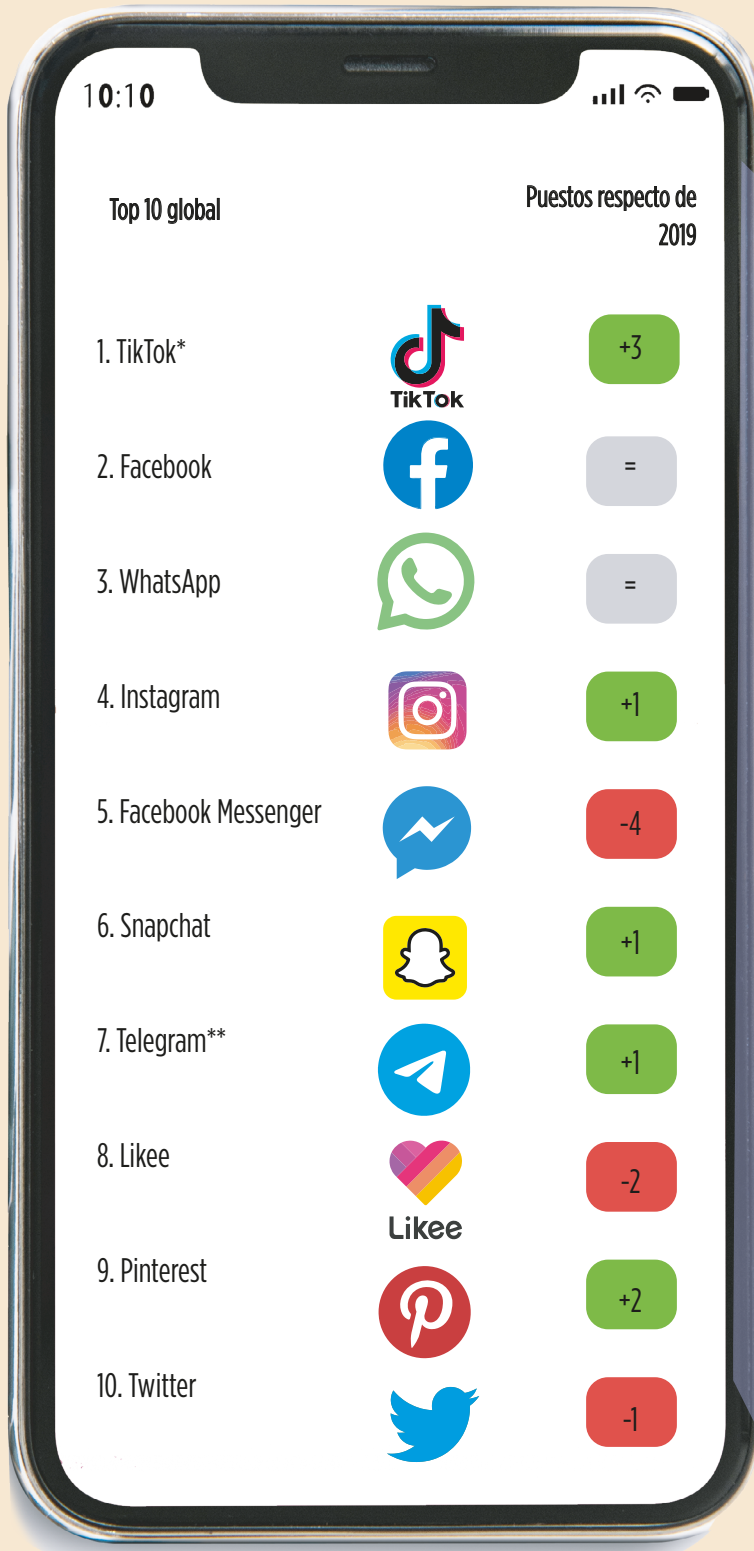 10:10
Top 10 global
Puestos respecto de
2019
1. TikTok*
TikTok
+3
2. Facebook
=
3. WhatsApp
=
4. Instagram
+1
5. Facebook Messenger
-4
6. Snapchat
+1
7. Telegram**
+1
8. Likee
Likee
-2
9. Pinterest
+2
10. Twitter
-1